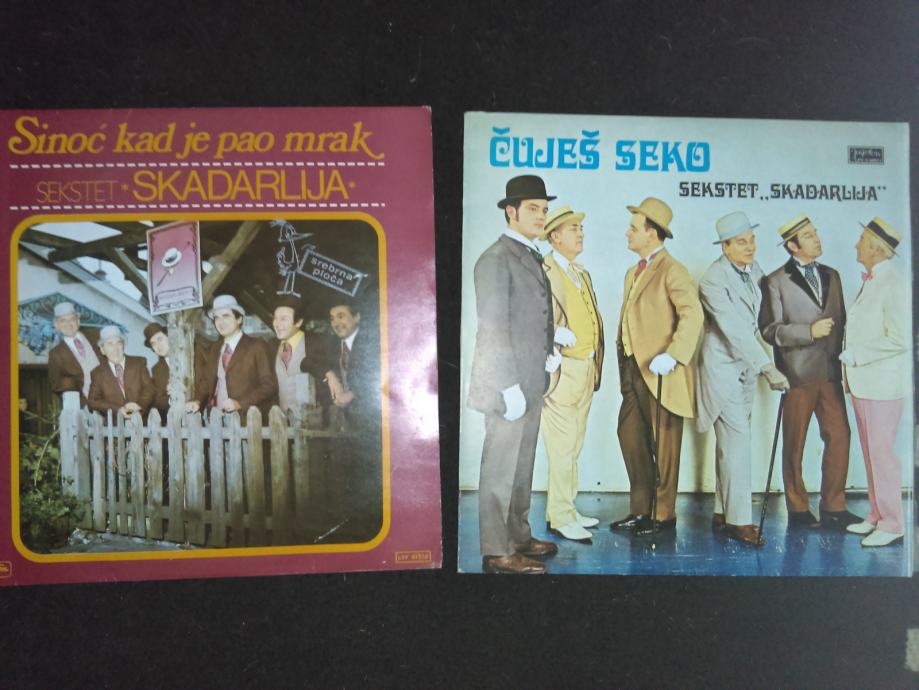 Sinoć kad je pao mrak
SEKSTET *SKADARLIJA*
srebrna
ploča
ČUJEŠ SEKO
SEKSTET „SKADARLIJA"